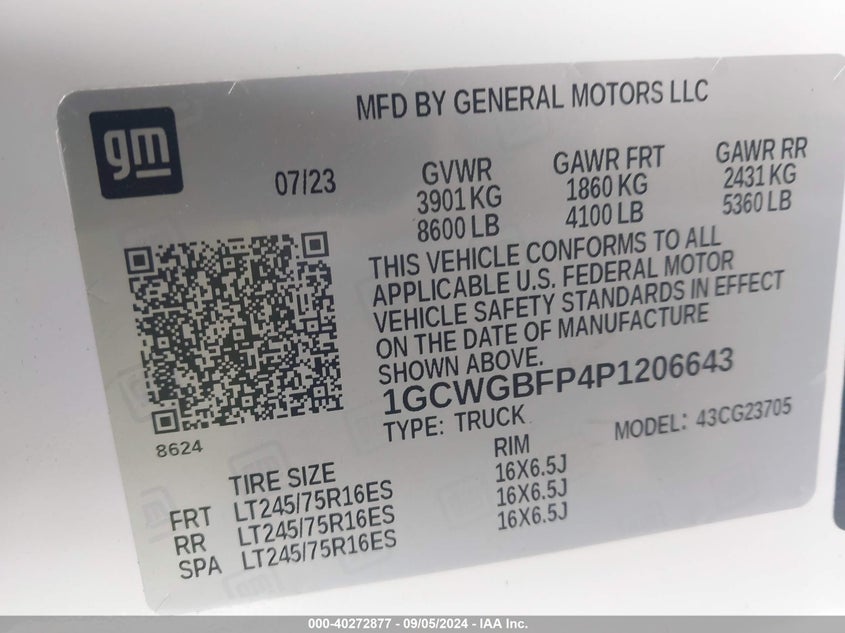 MFD BY GENERAL MOTORS LLC
gm
07/23
GVWR
3901 KG
8600 LB
GAWR FRT
1860 KG
4100 LB
GAWR RR
2431 KG
5360 LB
THIS VEHICLE CONFORMS TO ALL
APPLICABLE U.S. FEDERAL MOTOR
VEHICLE SAFETY STANDARDS IN EFFECT
ON THE DATE OF MANUFACTURE
SHOWN ABOVE.
1GCWGBFP4P1206643
TYPE: TRUCK
MODEL: 43CG23705
8624
TIRE SIZE
RIM
FRT LT245/75R16ES 16X6.5J
RR LT245/75R16ES 16X6.5J
SPA LT245/75R16ES 16X6.5J
000-40272877 - 09/05/2024 - IAA Inc.